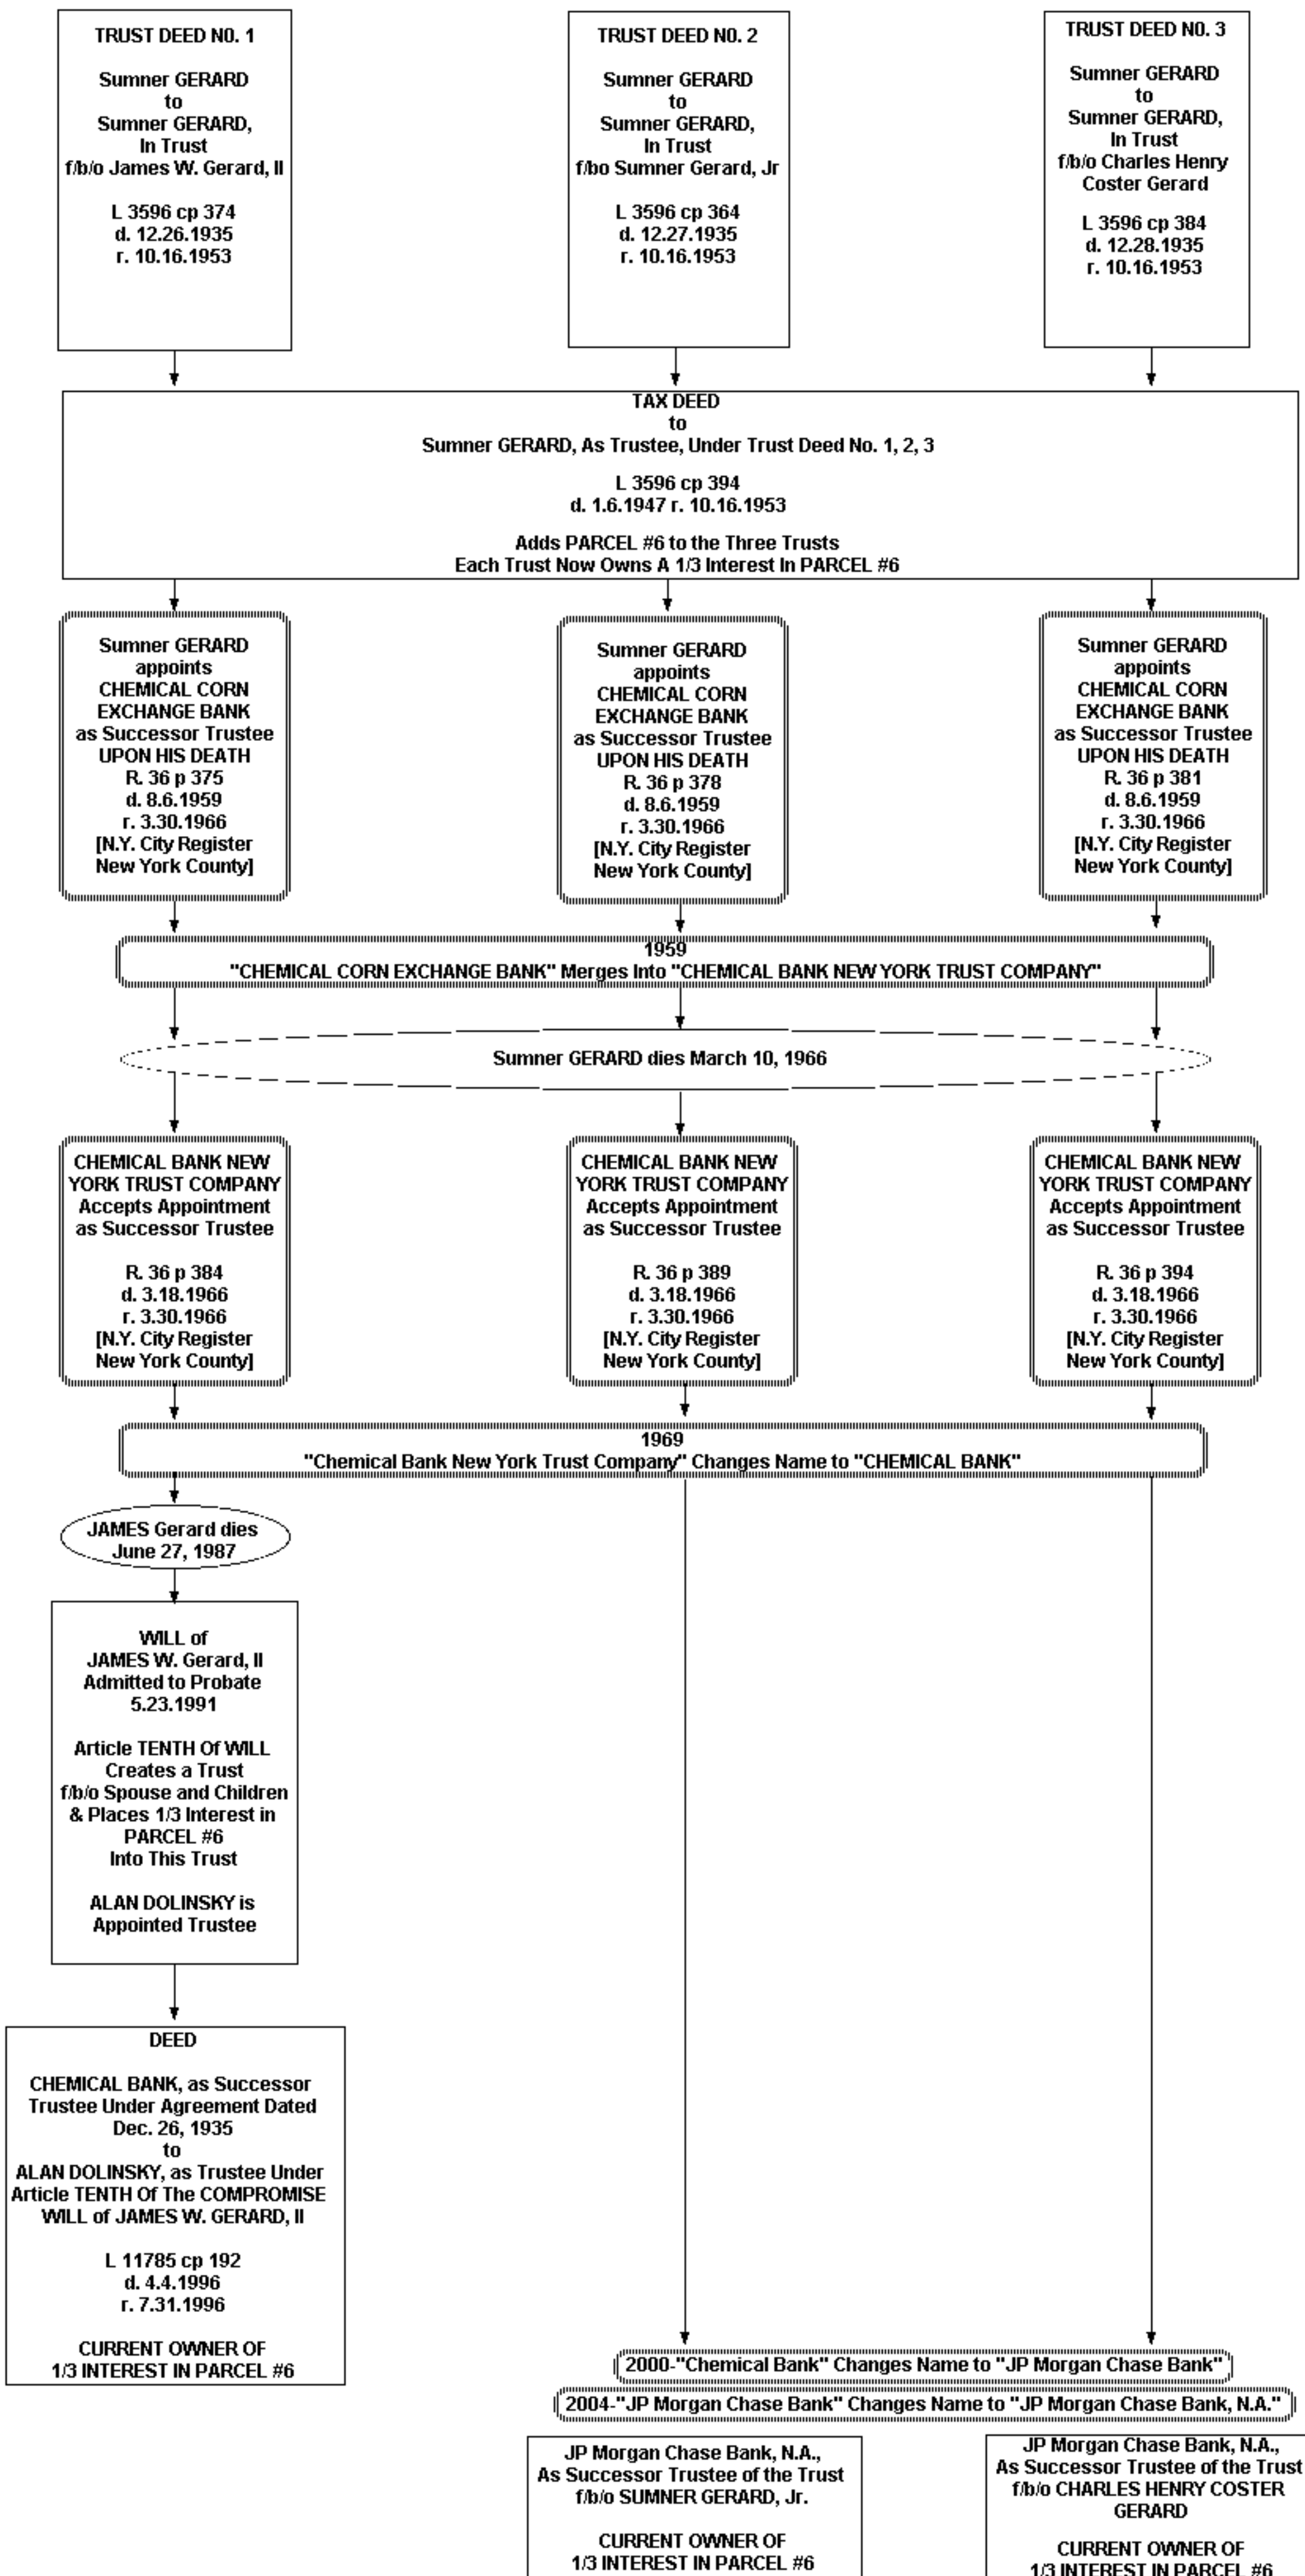 TRUST DEED N0. 1
Sumner GERARD
to
Sumner GERARD,
In Trust
f/b/o James W. Gerard, II
L 3596 cp 374
d. 12.26.1935
r. 10.16.1953
TRUST DEED N0. 2
Sumner GERARD
to
Sumner GERARD,
In Trust
f/bo Sumner Gerard, Jr
L 3596 cp 364
d. 12.27.1935
r. 10.16.1953
TRUST DEED N0. 3
Sumner GERARD
to
Sumner GERARD,
In Trust
f/b/o Charles Henry
Coster Gerard
L 3596 cp 384
d. 12.28.1935
r. 10.16.1953
TAX DEED
to
Sumner GERARD, As Trustee, Under Trust Deed No. 1, 2, 3
L 3596 cp 394
d. 1.6.1947 r. 10.16.1953
Adds PARCEL #6 to the Three Trusts
Each Trust Now Owns A 1/3 Interest In PARCEL #6
Sumner GERARD
appoints
CHEMICAL CORN
EXCHANGE BANK
as Successor Trustee
UPON HIS DEATH
R. 36 p 375
d. 8.6.1959
r. 3.30.1966
[N.Y. City Register
New York County]
Sumner GERARD
appoints
CHEMICAL CORN
EXCHANGE BANK
as Successor Trustee
UPON HIS DEATH
R. 36 p 378
d. 8.6.1959
r. 3.30.1966
[N.Y. City Register
New York County]
Sumner GERARD
appoints
CHEMICAL CORN
EXCHANGE BANK
as Successor Trustee
UPON HIS DEATH
R. 36 p 381
d. 8.6.1959
r. 3.30.1966
[N.Y. City Register
New York County]
1959
"CHEMICAL CORN EXCHANGE BANK" Merges Into "CHEMICAL BANK NEW YORK TRUST COMPANY"
Sumner GERARD dies March 10, 1966
CHEMICAL BANK NEW
YORK TRUST COMPANY
Accepts Appointment
as Successor Trustee
R. 36 p 384
d. 3.18.1966
r. 3.30.1966
[N.Y. City Register
New York County]
CHEMICAL BANK NEW
YORK TRUST COMPANY
Accepts Appointment
as Successor Trustee
R. 36 p 389
d. 3.18.1966
r. 3.30.1966
[N.Y. City Register
New York County]
CHEMICAL BANK NEW
YORK TRUST COMPANY
Accepts Appointment
as Successor Trustee
R. 36 p 394
d. 3.18.1966
r. 3.30.1966
[N.Y. City Register
New York County]
1969
"Chemical Bank New York Trust Company" Changes Name to "CHEMICAL BANK"
JAMES Gerard dies
June 27, 1987
WILL of
JAMES W. Gerard, II
Admitted to Probate
5.23.1991
Article TENTH Of WILL
Creates a Trust
f/b/o Spouse and Children
& Places 1/3 Interest in
PARCEL #6
Into This Trust
ALAN DOLINSKY is
Appointed Trustee
DEED
CHEMICAL BANK, as Successor
Trustee Under Agreement Dated
Dec. 26, 1935
to
ALAN DOLINSKY, as Trustee Under
Article TENTH Of The COMPROMISE
WILL of JAMES W. GERARD, II
L 11785 cp 192
d. 4.4.1996
r. 7.31.1996
CURRENT OWNER OF
1/3 INTEREST IN PARCEL #6
2000-"Chemical Bank" Changes Name to "JP Morgan Chase Bank"
2004-"JP Morgan Chase Bank" Changes Name to "JP Morgan Chase Bank, N.A."
JP Morgan Chase Bank, N.A.,
As Successor Trustee of the Trust
f/b/o SUMNER GERARD, Jr.
CURRENT OWNER OF
1/3 INTEREST IN PARCEL #6
JP Morgan Chase Bank, N.A.,
As Successor Trustee of the Trust
f/b/o CHARLES HENRY COSTER
GERARD
CURRENT OWNER OF
1/3 INTEREST IN PARCEL #6